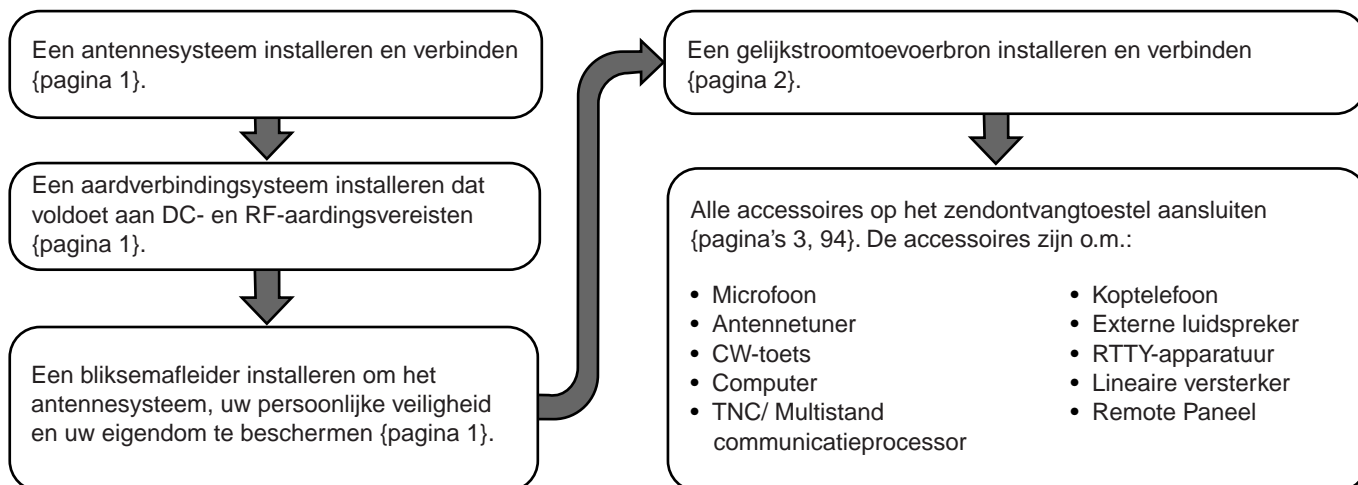 Een antennesysteem installeren en verbinden
{pagina 1}.
Een aardverbindingsysteem installeren dat
voldoet aan DC- en RF-aardingsvereisten
{pagina 1}.
Een bliksemafleider installeren om het
antennesysteem, uw persoonlijke veiligheid
en uw eigendom te beschermen {pagina 1}.
Een gelijkstroomtoevoerbron installeren en verbinden
{pagina 2}.
Alle accessoires op het zendontvangtoestel aansluiten
{pagina’s 3, 94}. De accessoires zijn o.m.:
• Microfoon
• Antennetuner
• CW-toets
• Computer
• TNC/ Multistand
communicatieprocessor
• Koptelefoon
• Externe luidspreker
• RTTY-apparatuur
• Lineaire versterker
• Remote Paneel